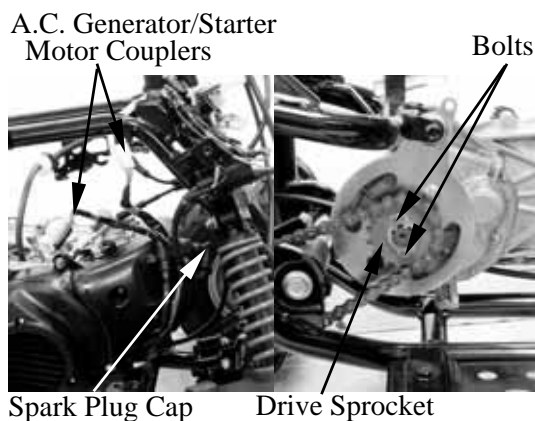 A.C. Generator/Starter
Motor Couplers
Bolts
Spark Plug Cap
Drive Sprocket